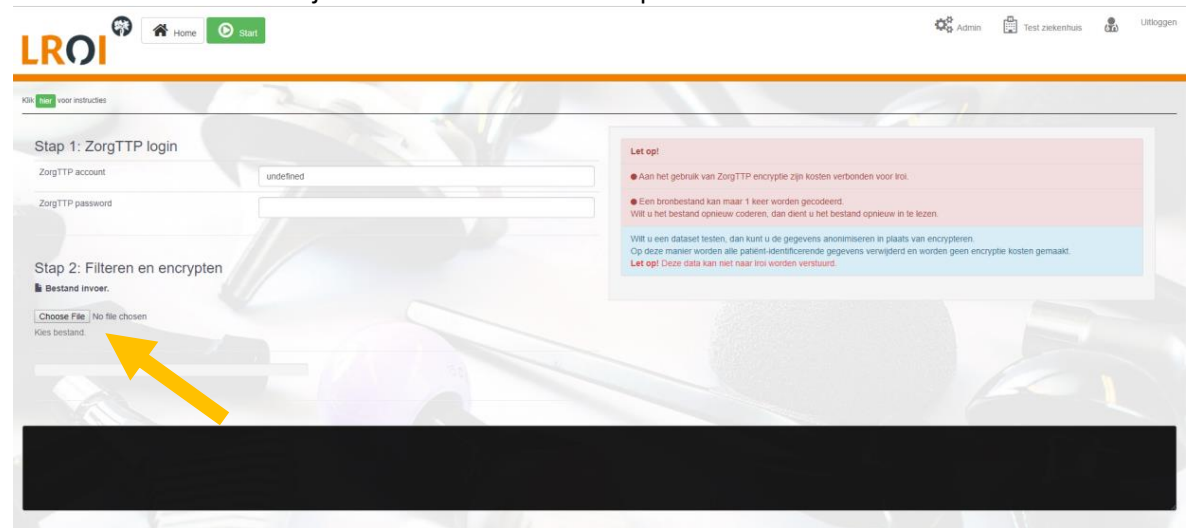 LROI
Home
Start
Admin
Test ziekenhuis
Uitloggen
Klik hier voor instructies
Stap 1: ZorgTTP login
ZorgTTP account
undefined
ZorgTTP password
Stap 2: Filteren en encrypten
Bestand invoer.
Choose File No file chosen
Kies bestand.
Let op!
Aan het gebruik van ZorgTTP encryptie zijn kosten verbonden voor lroi.
Een bronbestand kan maar 1 keer worden gecodeerd.
Wilt u het bestand opnieuw coderen, dan dient u het bestand opnieuw in te lezen.
Wilt u een dataset testen, dan kunt u de gegevens anonimiseren in plaats van encrypteren.
Op deze manier worden alle patiënt-identificerende gegevens verwijderd en worden geen encryptie kosten gemaakt.
Let op! Deze data kan niet naar lroi worden verstuurd.